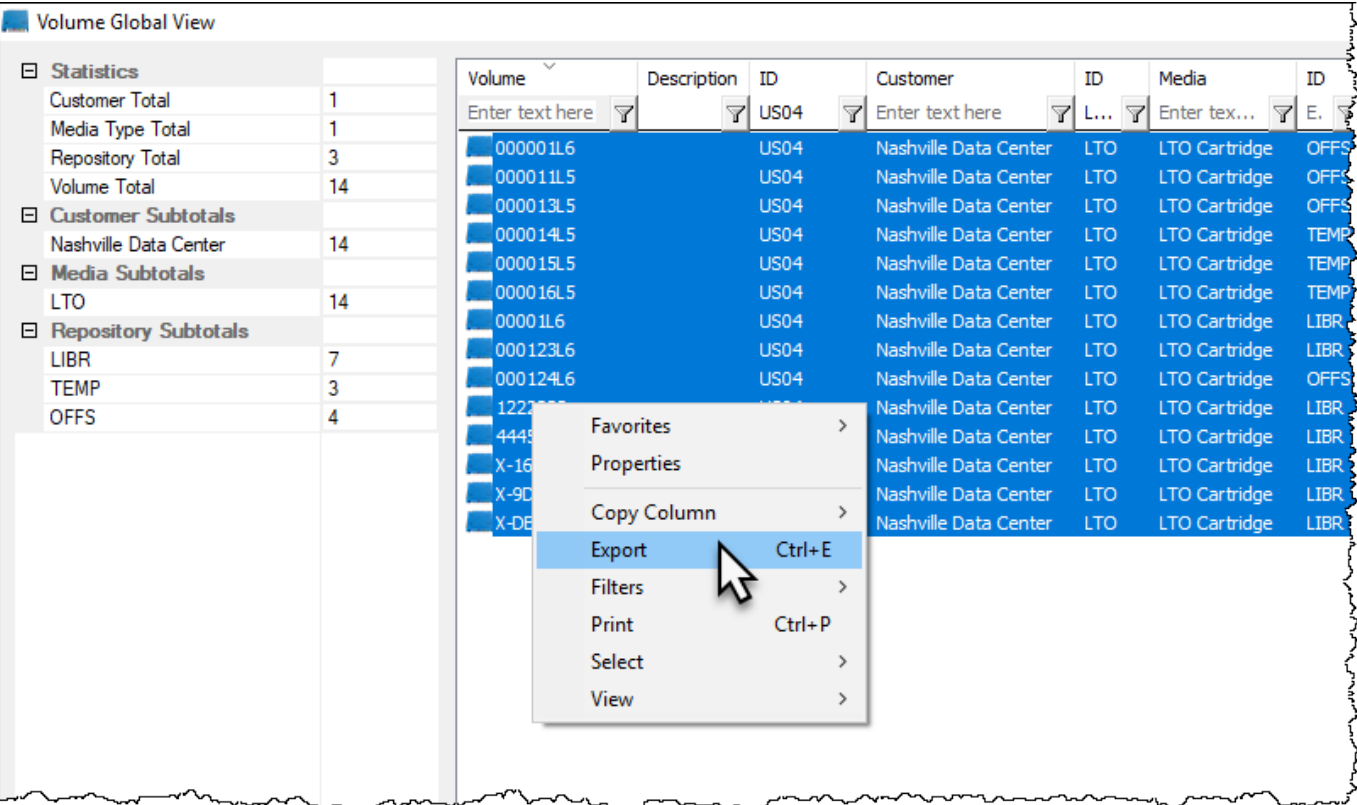 Volume Global View
Statistics
Customer Total 1
Media Type Total 1
Repository Total 3
Volume Total 14
Customer Subtotals
Nashville Data Center 14
Media Subtotals
LTO 14
Repository Subtotals
LIBR 7
TEMP 3
OFFS 4
Volume Description ID Customer ID Media ID
Enter text here US04 Enter text here L... Enter tex... E.
000001L6 US04 Nashville Data Center LTO LTO Cartridge OFFS
000011L5 US04 Nashville Data Center LTO LTO Cartridge OFFS
000013L5 US04 Nashville Data Center LTO LTO Cartridge OFFS
000014L5 US04 Nashville Data Center LTO LTO Cartridge TEMP
000015L5 US04 Nashville Data Center LTO LTO Cartridge TEMP
000016L5 US04 Nashville Data Center LTO LTO Cartridge TEMP
00001L6 US04 Nashville Data Center LTO LTO Cartridge LIBR
000123L6 US04 Nashville Data Center LTO LTO Cartridge LIBR
000124L6 US04 Nashville Data Center LTO LTO Cartridge OFFS
Nashville Data Center LTO LTO Cartridge LIBR
4445 Nashville Data Center LTO LTO Cartridge LIBR
X-16 Nashville Data Center LTO LTO Cartridge LIBR
X-9D Nashville Data Center LTO LTO Cartridge LIBR
X-DE Nashville Data Center LTO LTO Cartridge LIBR
Favorites
Properties
Copy Column
Export Ctrl+E
Filters
Print Ctrl+P
Select
View